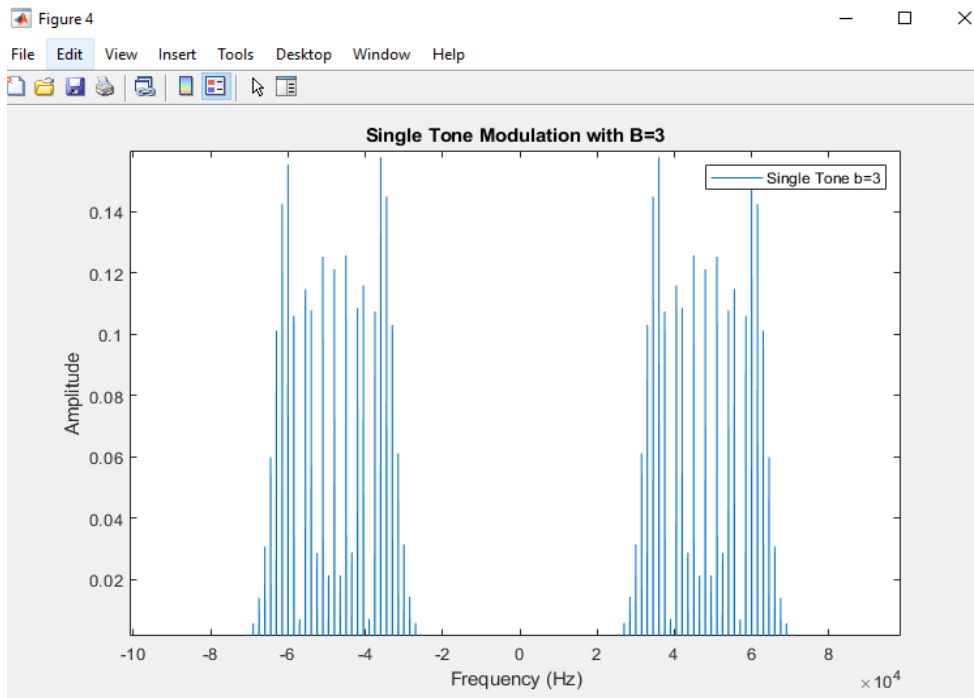 Figure 4
File Edit View Insert Tools Desktop Window Help
Single Tone Modulation with B=3
Single Tone b=3
0.14
0.12
0.1
0.08
0.06
0.04
0.02
Amplitude
-10 -8 -6 -4 -2 0 2 4 6 8
Frequency (Hz)
×10⁴